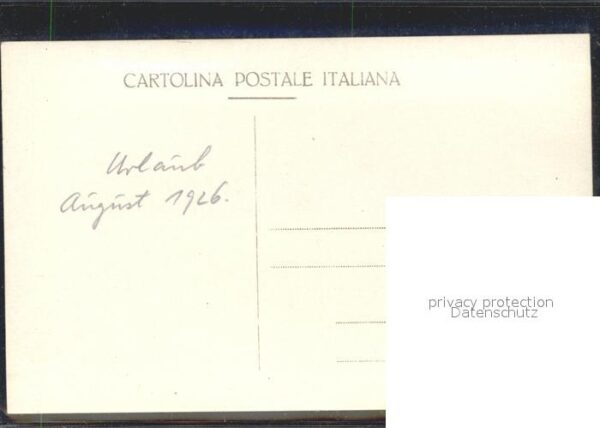 CARTOLINA POSTALE ITALIANA
Urlaub
August 1926.
privacy protection
Datenschutz